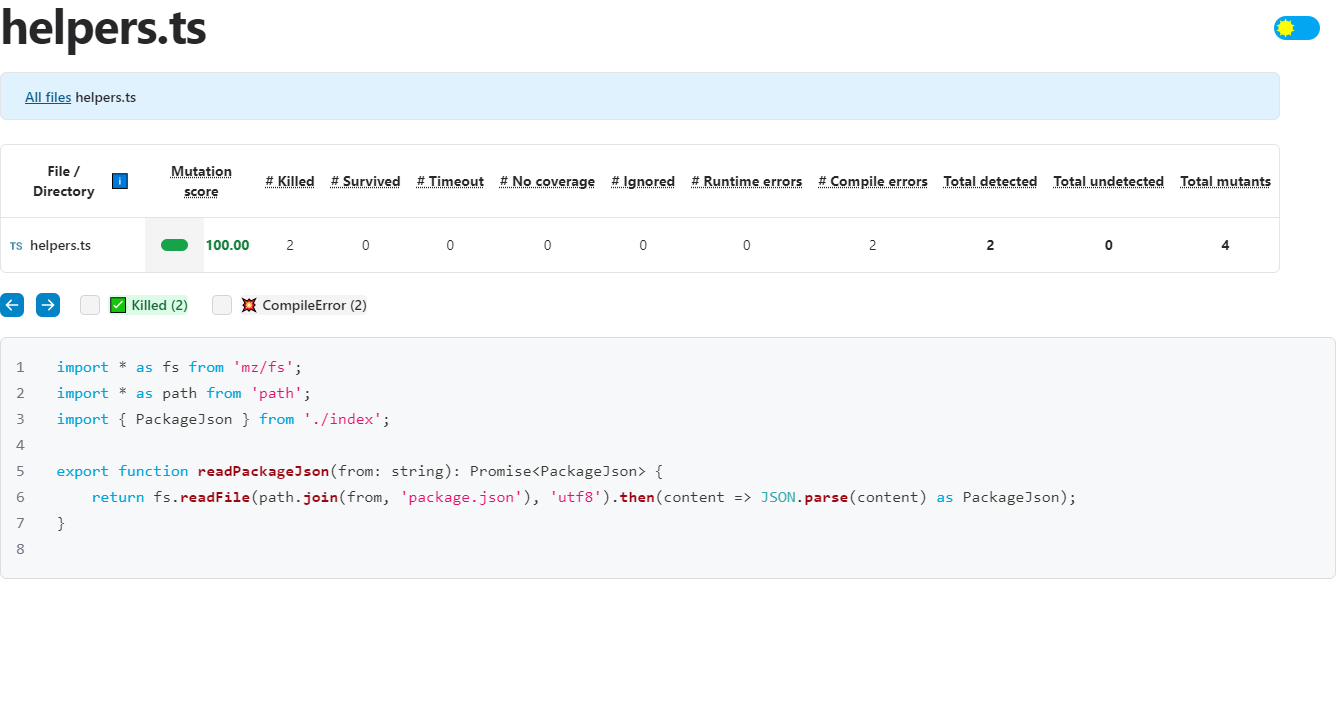 helpers.ts
All files helpers.ts
File / Directory i Mutation score # Killed # Survived # Timeout # No coverage # Ignored # Runtime errors # Compile errors Total detected Total undetected Total mutants
TS helpers.ts 100.00 2 0 0 0 0 0 2 2 0 4
← → ✅ Killed (2) 💥 CompileError (2)
1 import * as fs from 'mz/fs';
2 import * as path from 'path';
3 import { PackageJson } from './index';
4
5 export function readPackageJson(from: string): Promise<PackageJson> {
6     return fs.readFile(path.join(from, 'package.json'), 'utf8').then(content => JSON.parse(content) as PackageJson);
7 }
8